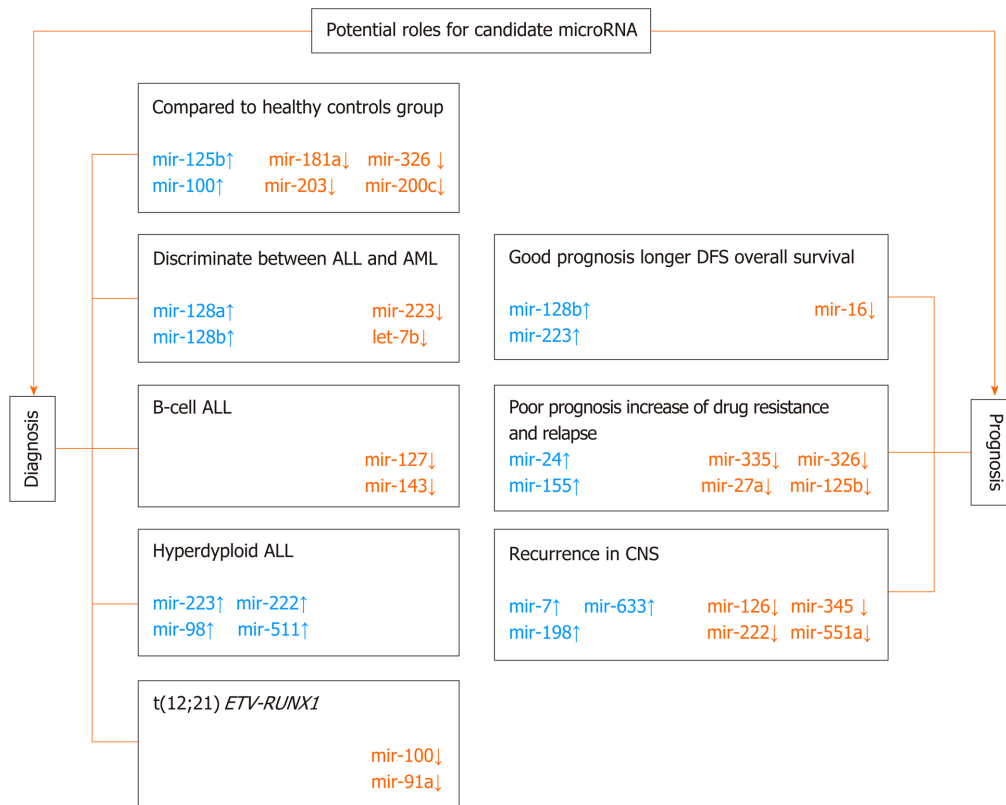 Potential roles for candidate microRNA
Compared to healthy controls group
mir-125b↑ mir-181a↓ mir-326 ↓
mir-100↑ mir-203↓ mir-200c↓
Discriminate between ALL and AML
mir-128a↑ mir-223↓
mir-128b↑ let-7b↓
B-cell ALL
mir-127↓
mir-143↓
Hyperdyploid ALL
mir-223↑ mir-222↑
mir-98↑ mir-511↑
t(12;21) ETV-RUNX1
mir-100↓
mir-91a↓
Diagnosis
Good prognosis longer DFS overall survival
mir-128b↑ mir-16↓
mir-223↑
Poor prognosis increase of drug resistance
and relapse
mir-24↑ mir-335↓ mir-326↓
mir-155↑ mir-27a↓ mir-125b↓
Recurrence in CNS
mir-7↑ mir-633↑ mir-126↓ mir-345 ↓
mir-198↑ mir-222↓ mir-551a↓
Prognosis